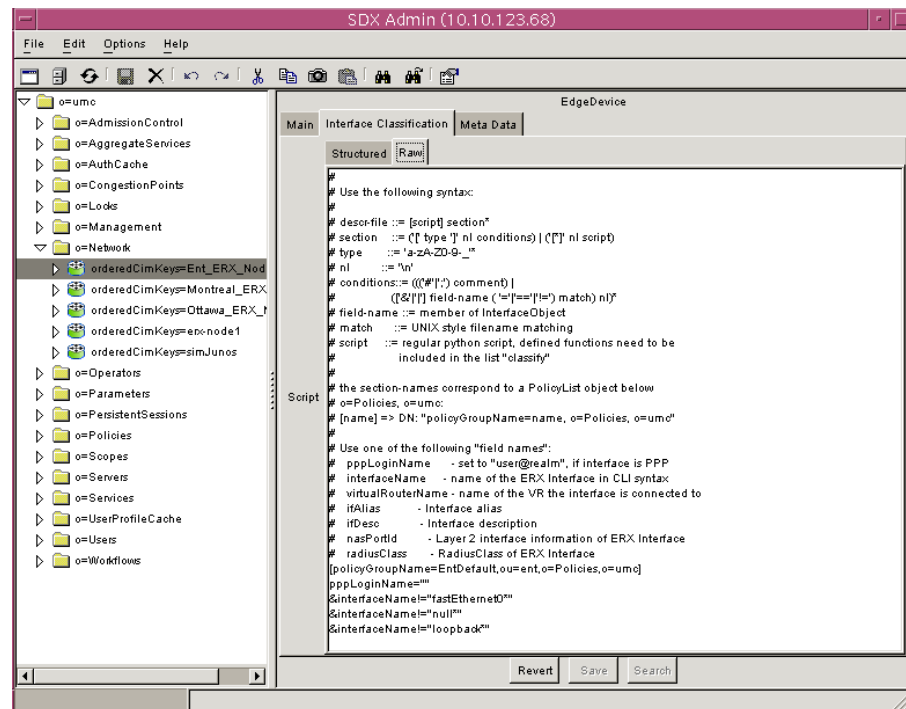 SDX Admin (10.10.123.68)
File Edit Options Help
o=umc
o=AdmissionControl
o=AggregateServices
o=AuthCache
o=CongestionPoints
o=Locks
o=Management
o=Network
orderedCimKeys=Ent_ERX_Nod
orderedCimKeys=Montreal_ERX
orderedCimKeys=Ottawa_ERX_N
orderedCimKeys=erx-node1
orderedCimKeys=simJunos
o=Operators
o=Parameters
o=PersistentSessions
o=Policies
o=Scopes
o=Servers
o=Services
o=UserProfileCache
o=Users
o=Workflows
EdgeDevice
Main Interface Classification Meta Data
Structured Raw
Script
#
# Use the following syntax:
#
# descr-file ::= [script] section*
# section ::= ('[' type ']' nl conditions) | ('[*]' nl script)
# type ::= 'a-zA-Z0-9-_'*
# nl ::= '\n'
# conditions::= ((('#'|';') comment) |
# (['&'|'|'] field-name ( '='|'=='|'!=') match) nl)*
# field-name ::= member of InterfaceObject
# match ::= UNIX style filename matching
# script ::= regular python script, defined functions need to be
# included in the list "classify"
#
# the section-names correspond to a PolicyList object below
# o=Policies, o=umc:
# [name] => DN: "policyGroupName=name, o=Policies, o=umc"
#
# Use one of the following "field names":
# pppLoginName - set to "user@realm", if interface is PPP
# interfaceName - name of the ERX Interface in CLI syntax
# virtualRouterName - name of the VR the interface is connected to
# ifAlias - Interface alias
# ifDesc - Interface description
# nasPortId - Layer 2 interface information of ERX Interface
# radiusClass - RadiusClass of ERX Interface
[policyGroupName=EntDefault,ou=ent,o=Policies,o=umc]
pppLoginName=""
&interfaceName!="fastEthernet0*"
&interfaceName!="null*"
&interfaceName!="loopback*"
Revert Save Search